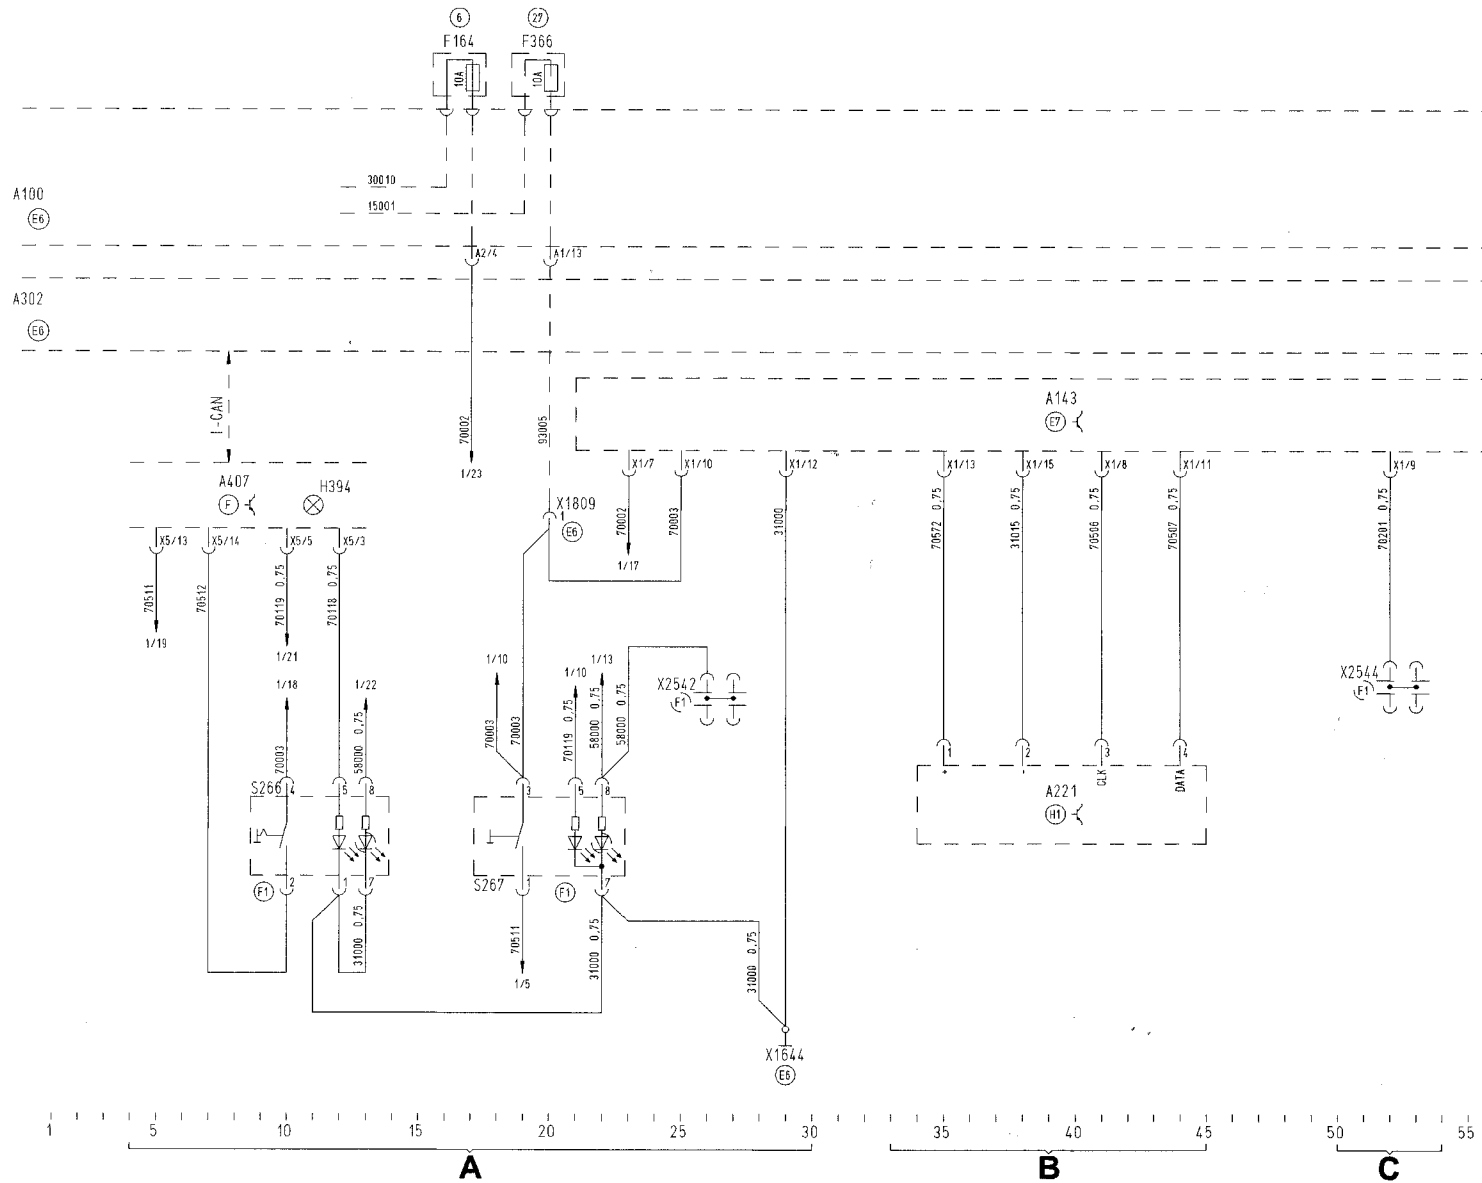 6 27
F164 F366
10A 10A
30010
A100
15001
E6
A2/4 A1/13
A302
E6
I-CAN
70002
93005
A143
E7
1/23
X1/7 X1/10 X1/12 X1/13 X1/15 X1/8 X1/11 X1/9
A407 H394
F
X1809
1
E6
70002
70003
31000
70572 0,75
31015 0,75
70506 0,75
70507 0,75
70201 0,75
X5/13 X5/14 X5/5 X5/3
1/17
70511
70512
70119 0,75
70118 0,75
1/19
1/21
1/10 1/10 1/13
1/18 1/22
X2542
F1
X2544
F1
70003
58000 0,75
70003
70003
70119 0,75
58000 0,75
58000 0,75
1 2 3 4
+ - CLK DATA
S266 4 5 8 3 5 8
A221
H1
F1 2 1 7 S267 1 F1 7
31000 0,75
70511
31000 0,75
31000 0,75
1/5
X1644
E6
1 5 10 15 20 25 30 35 40 45 50 55
A B C